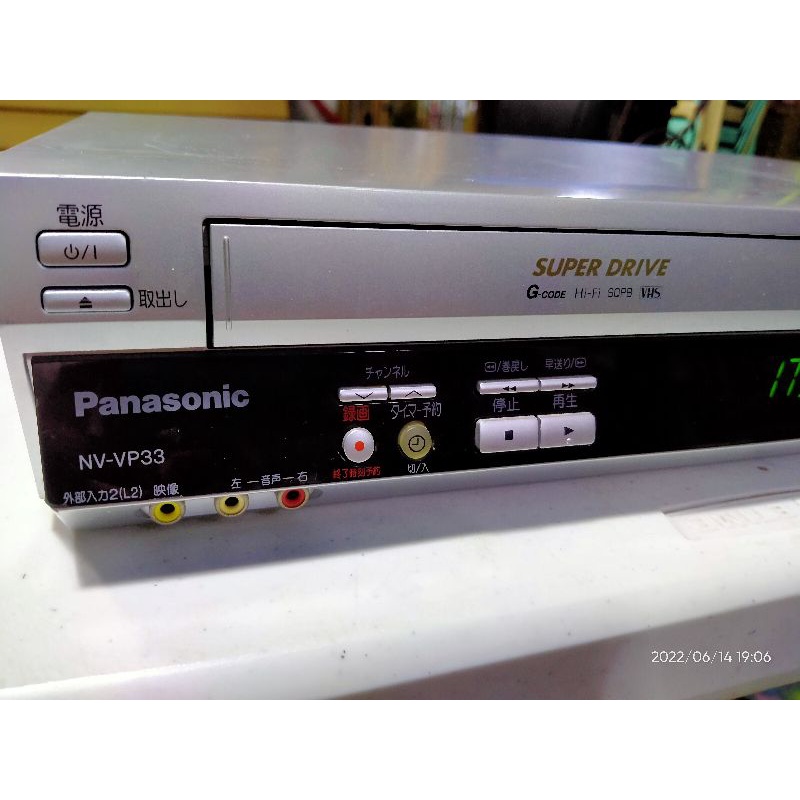 電源
⏻/I
取出し
SUPER DRIVE
G-CODE Hi-Fi SQPB VHS
チャンネル
巻戻し 早送り
Panasonic
録画 タイマー予約
停止 再生
NV-VP33
終了時刻予約
切/入
外部入力2(L2) 映像
左ー音声ー右
2022/06/14 19:06